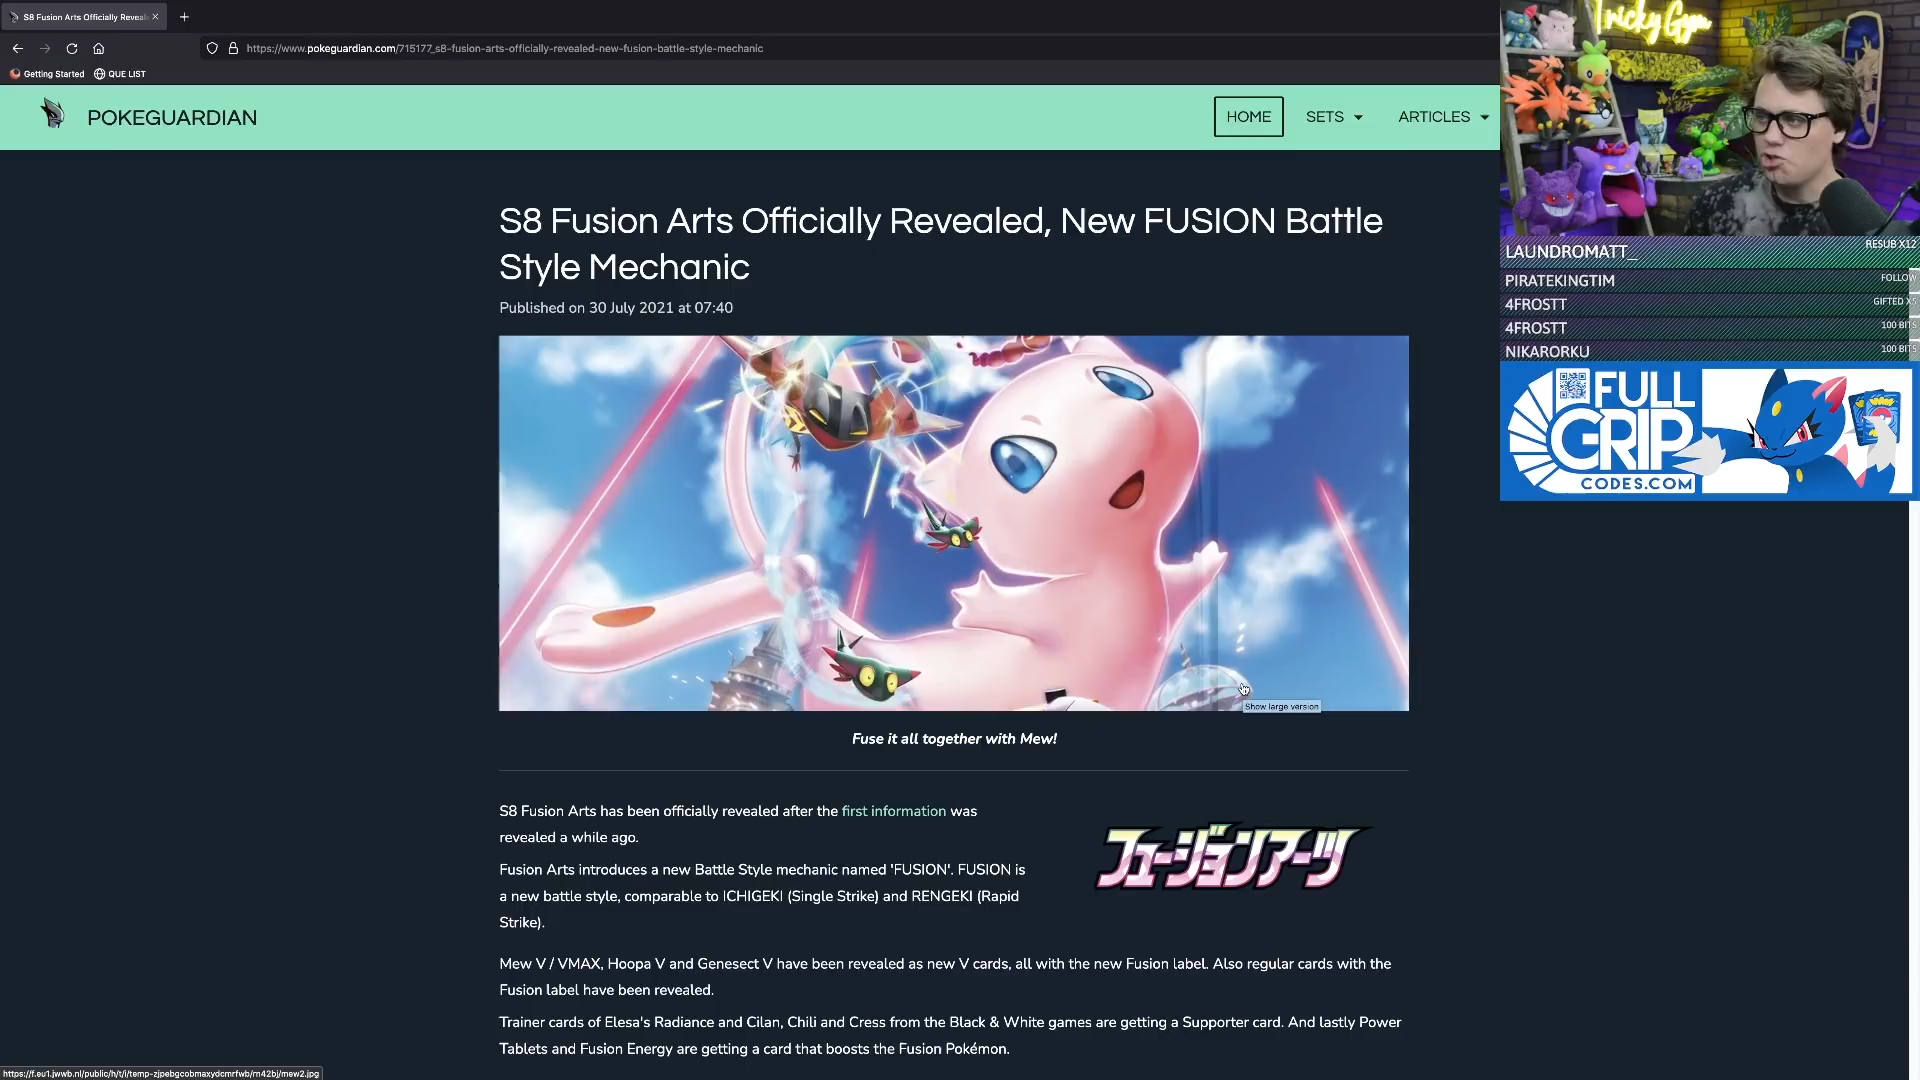 S8 Fusion Arts Officially Reveal
https://www.pokeguardian.com/715177_s8-fusion-arts-officially-revealed-new-fusion-battle-style-mechanic
Getting Started
QUE LIST
POKEGUARDIAN
HOME
SETS
ARTICLES
Tricky Gym
S8 Fusion Arts Officially Revealed, New FUSION Battle
Style Mechanic
Published on 30 July 2021 at 07:40
LAUNDROMATT_ RESUB X12
PIRATEKINGTIM FOLLOW
4FROSTT GIFTED X5
4FROSTT 100 BITS
NIKARORKU 100 BITS
FULL
GRIP
CODES.COM
Show large version
Fuse it all together with Mew!
S8 Fusion Arts has been officially revealed after the first information was
revealed a while ago.
Fusion Arts introduces a new Battle Style mechanic named 'FUSION'. FUSION is
a new battle style, comparable to ICHIGEKI (Single Strike) and RENGEKI (Rapid
Strike).
フュージョンアーツ
Mew V / VMAX, Hoopa V and Genesect V have been revealed as new V cards, all with the new Fusion label. Also regular cards with the
Fusion label have been revealed.
Trainer cards of Elesa's Radiance and Cilan, Chili and Cress from the Black & White games are getting a Supporter card. And lastly Power
Tablets and Fusion Energy are getting a card that boosts the Fusion Pokémon.
https://f.eu1.jwwb.nl/public/h/t/i/temp-zjpebgcobmaxydcmrfwb/rn42bj/mew2.jpg